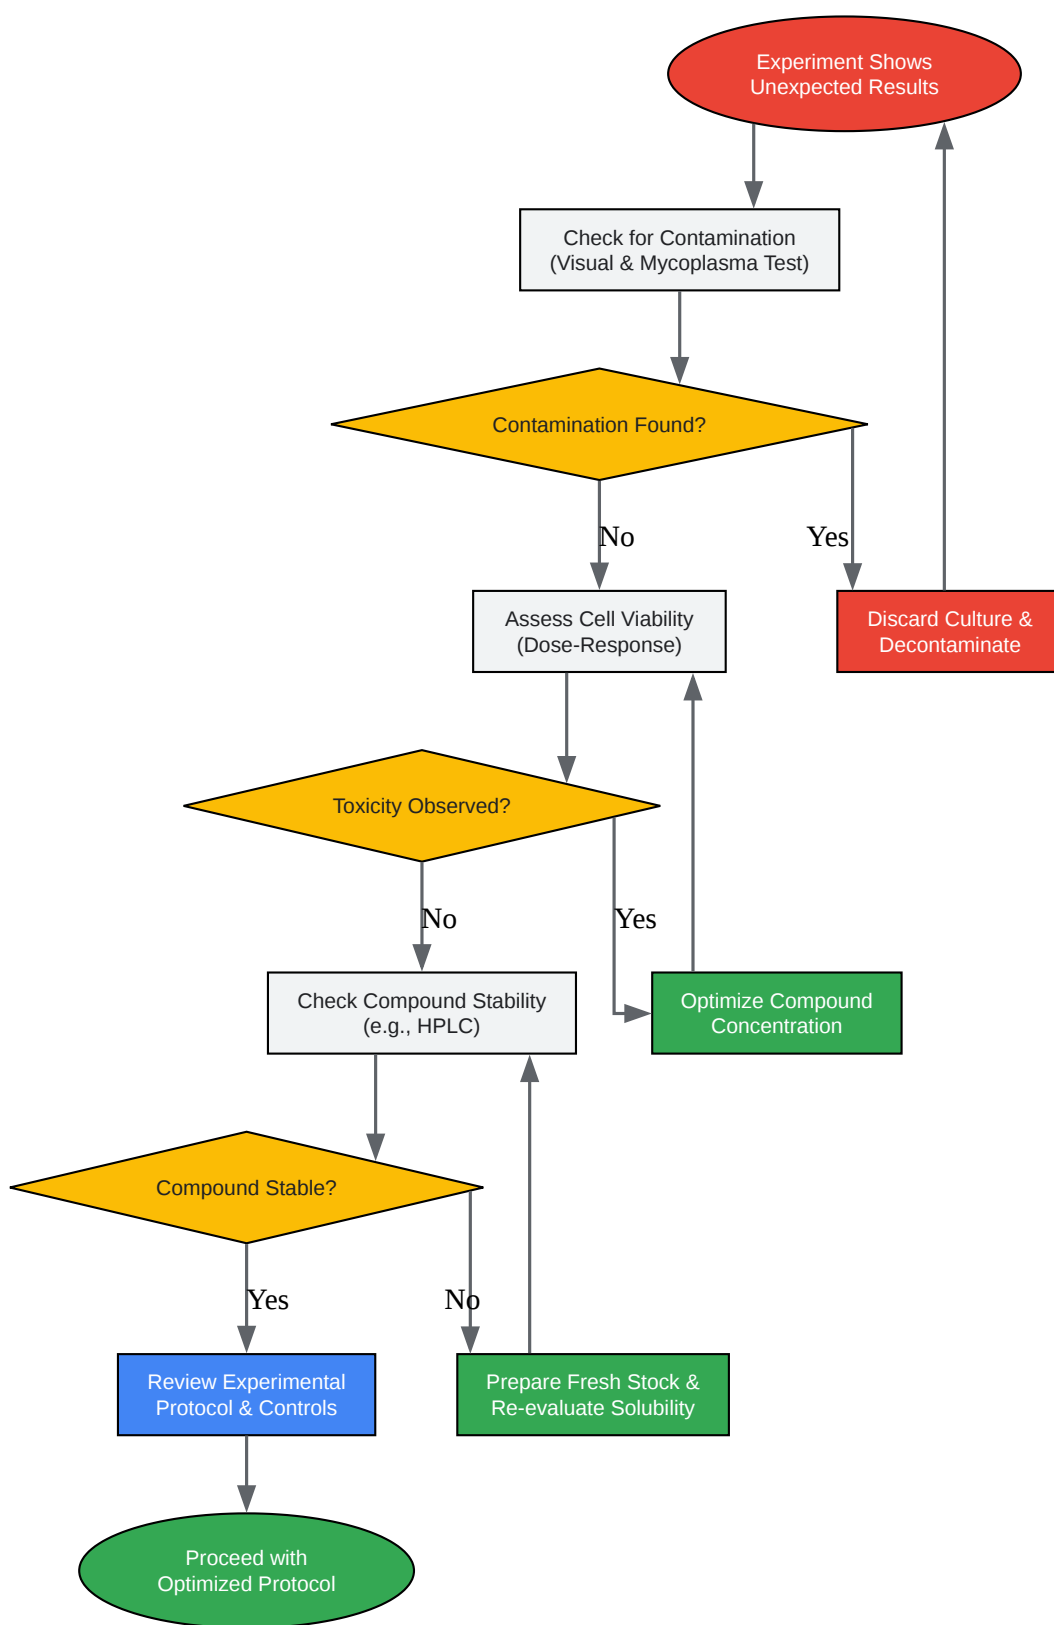 Experiment Shows
Unexpected Results
Check for Contamination
(Visual & Mycoplasma Test)
Contamination Found?
No
Yes
Assess Cell Viability
(Dose-Response)
Discard Culture &
Decontaminate
Toxicity Observed?
No
Yes
Check Compound Stability
(e.g., HPLC)
Optimize Compound
Concentration
Compound Stable?
Yes
No
Review Experimental
Protocol & Controls
Prepare Fresh Stock &
Re-evaluate Solubility
Proceed with
Optimized Protocol